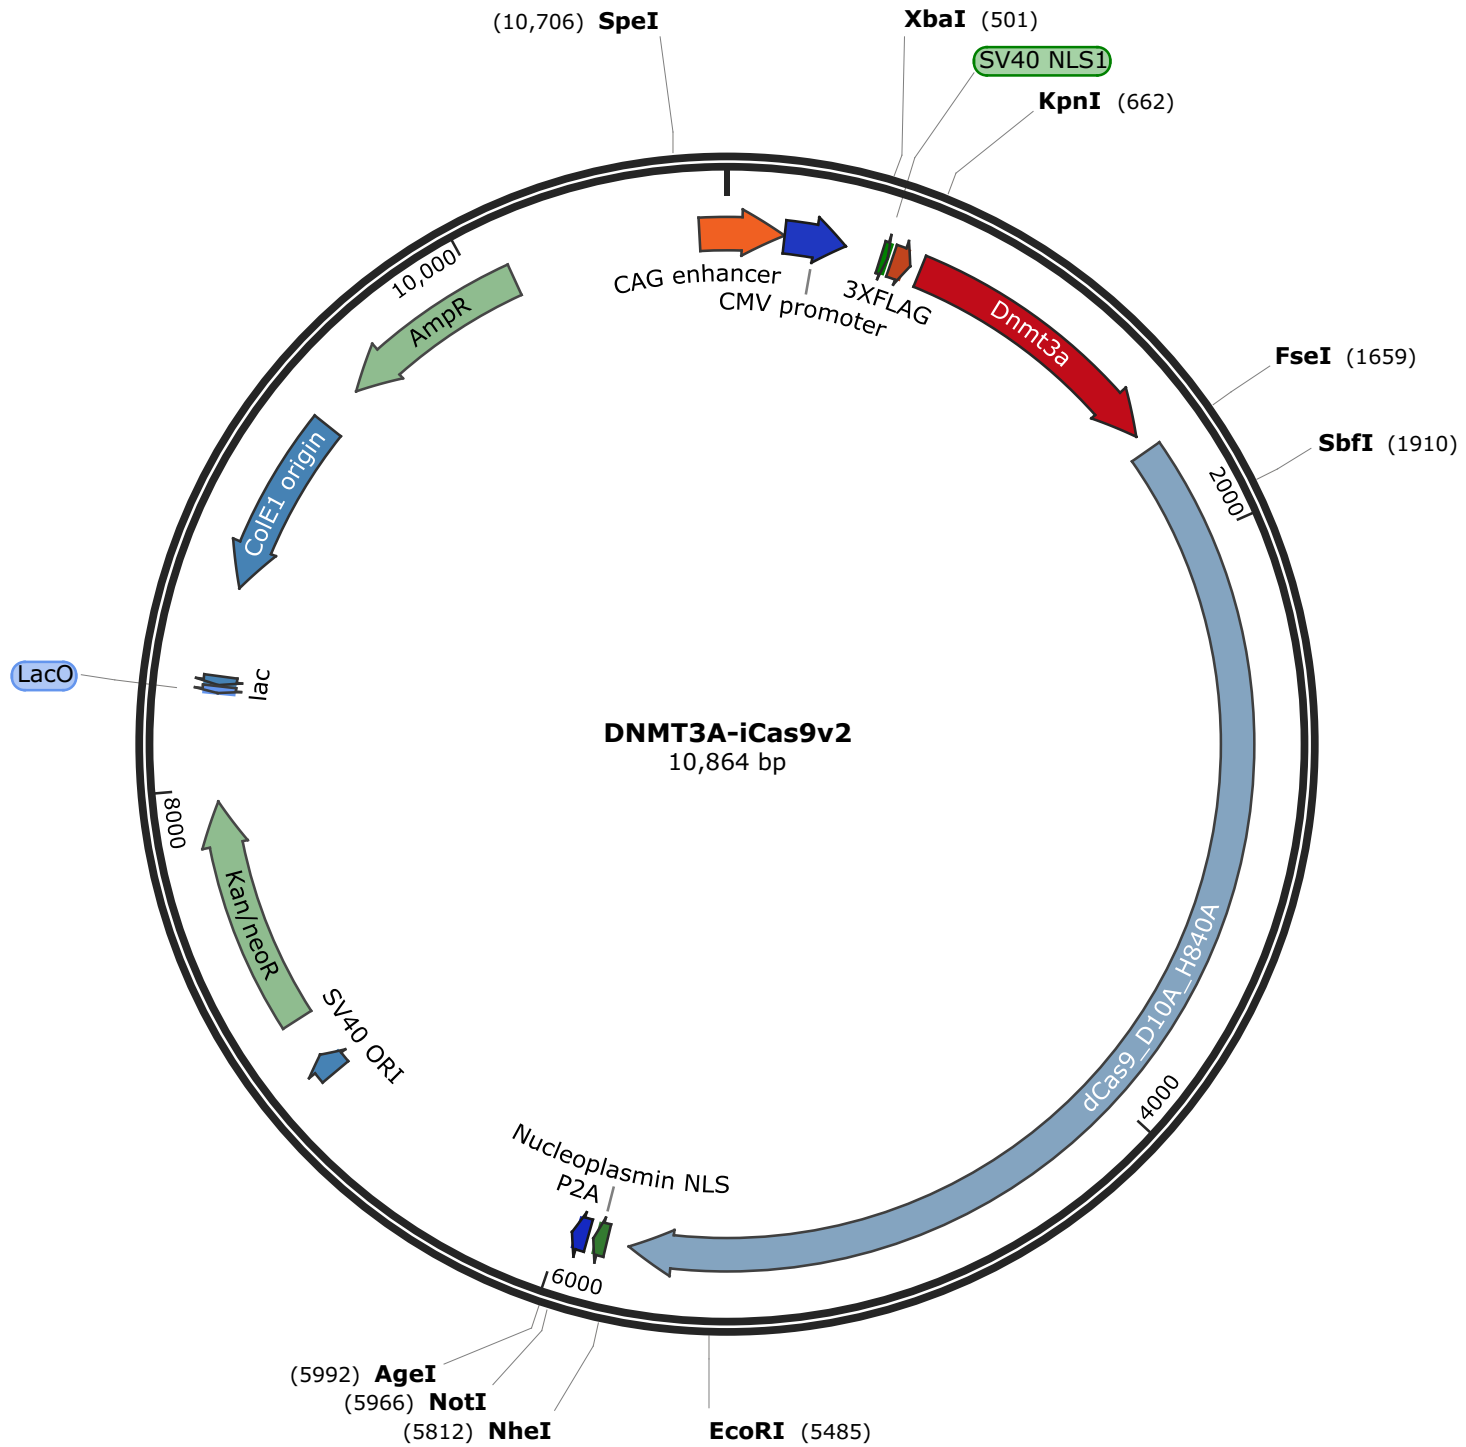 (10,706) SpeI
XbaI (501)
SV40 NLS1
KpnI (662)
CAG enhancer
CMV promoter
3XFLAG
Dnmt3a
10,000
AmpR
FseI (1659)
SbfI (1910)
2000
ColE1 origin
LacO
lac
DNMT3A-iCas9v2
10,864 bp
8000
Kan/neoR
dCas9_D10A_H840A
SV40 ORI
4000
Nucleoplasmin NLS
P2A
6000
(5992) AgeI
(5966) NotI
(5812) NheI
EcoRI (5485)